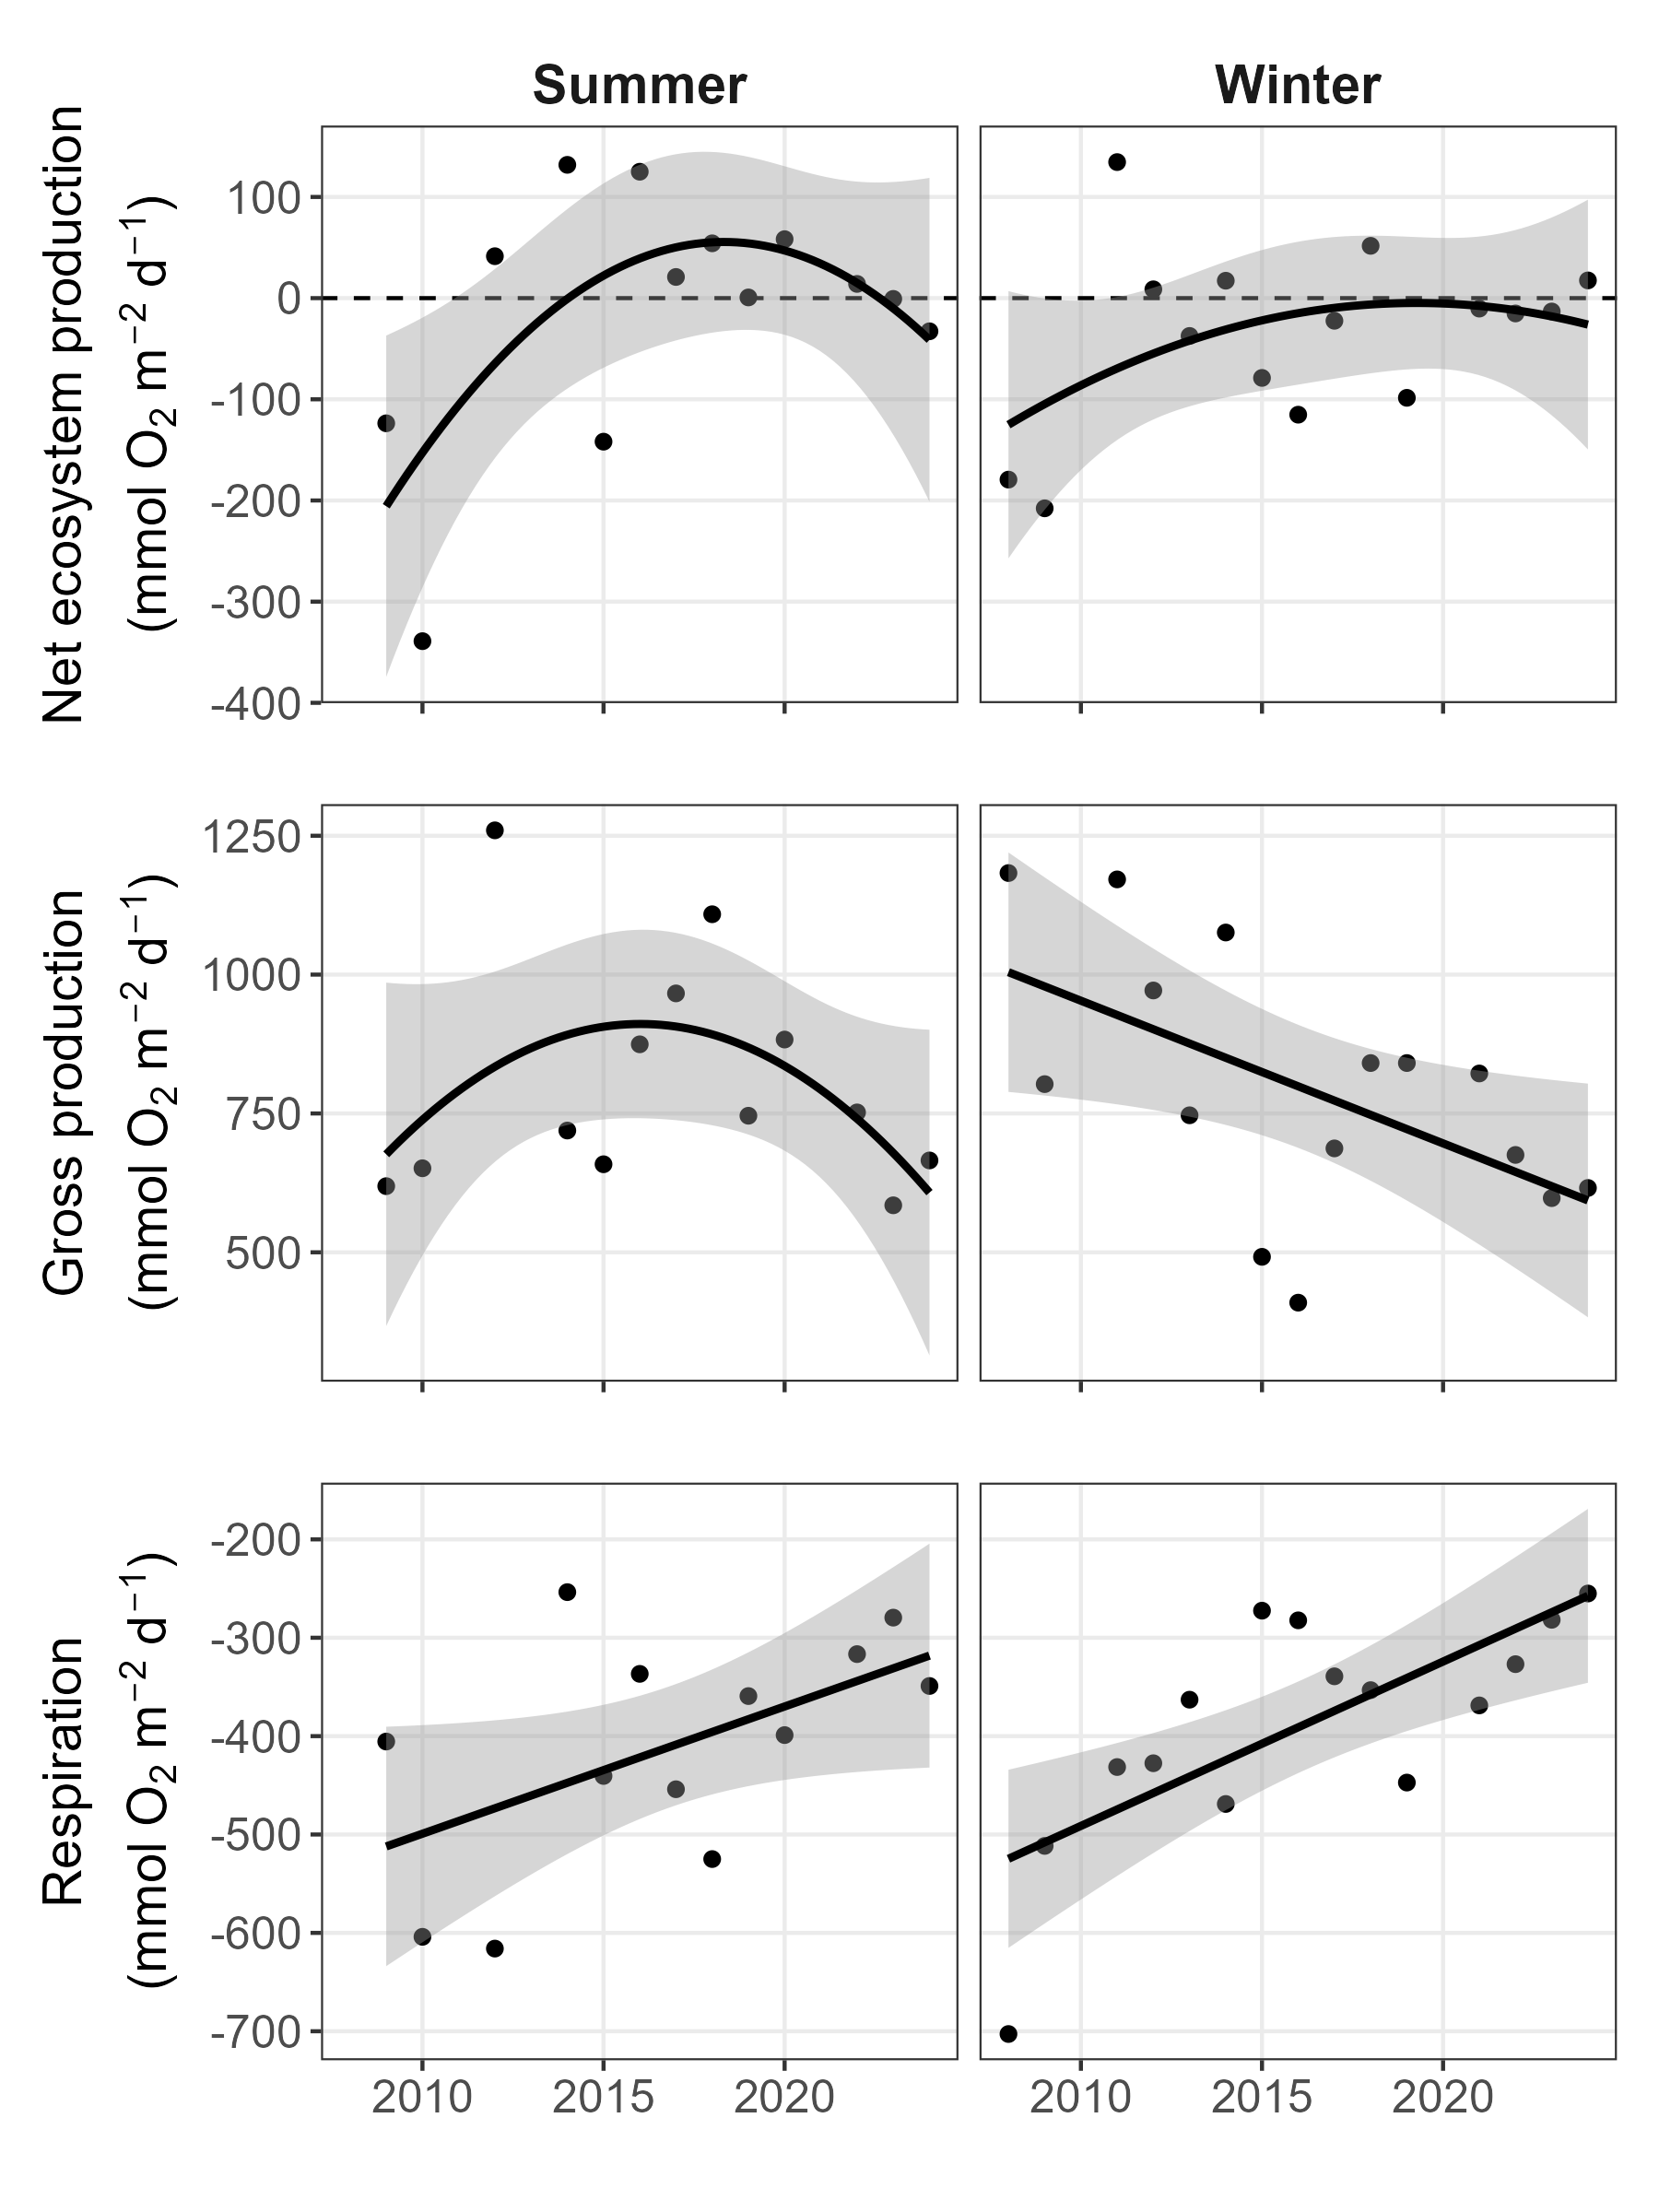 Summer
Winter
Net ecosystem production
(mmol O₂ m⁻² d⁻¹)
100
0
-100
-200
-300
-400
Gross production
(mmol O₂ m⁻² d⁻¹)
1250
1000
750
500
Respiration
(mmol O₂ m⁻² d⁻¹)
-200
-300
-400
-500
-600
-700
2010 2015 2020 2010 2015 2020